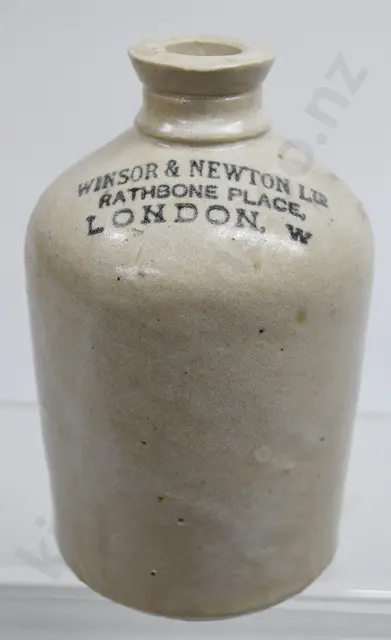 WINSOR & NEWTON LTD
RATHBONE PLACE,
LONDON, W